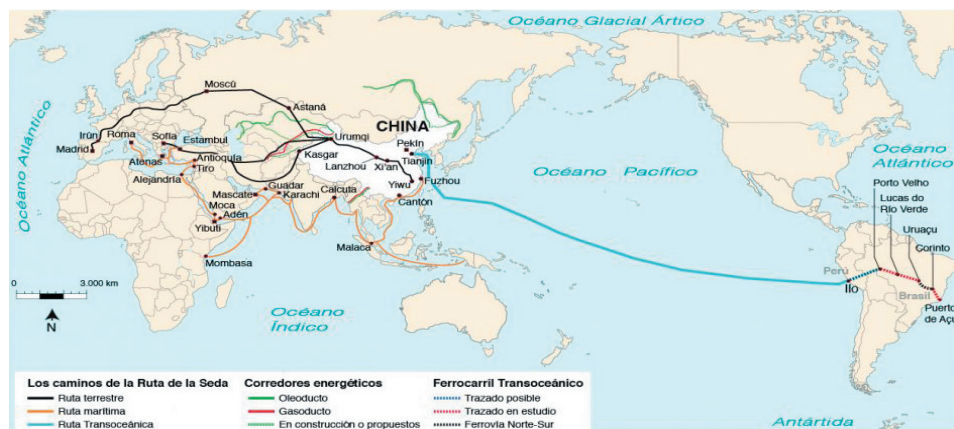 Océano Glacial Ártico
Océano Atlántico
Moscú
Astaná
CHINA
Irún
Madrid
Roma
Sofía
Estambul
Atenas
Antioquía
Tiro
Alejandría
Urumqi
Kasgar
Lanzhou
Xi'an
Pekín
Tianjin
Yiwu
Fuzhou
Cantón
Guadar
Karachi
Mascate
Calcuta
Moca
Adén
Yibuti
Malaca
Mombasa
Océano Pacífico
Océano
Atlántico
Porto Velho
Lucas do
Río Verde
Uruaçu
Corinto
Perú
Ilo
Brasil
Puerto
de Açu
0 3.000 km
N
Océano
Índico
Antártida
Los caminos de la Ruta de la Seda
Ruta terrestre
Ruta marítima
Ruta Transoceánica
Corredores energéticos
Oleoducto
Gasoducto
En construcción o propuestos
Ferrocarril Transoceánico
Trazado posible
Trazado en estudio
Ferrovía Norte-Sur